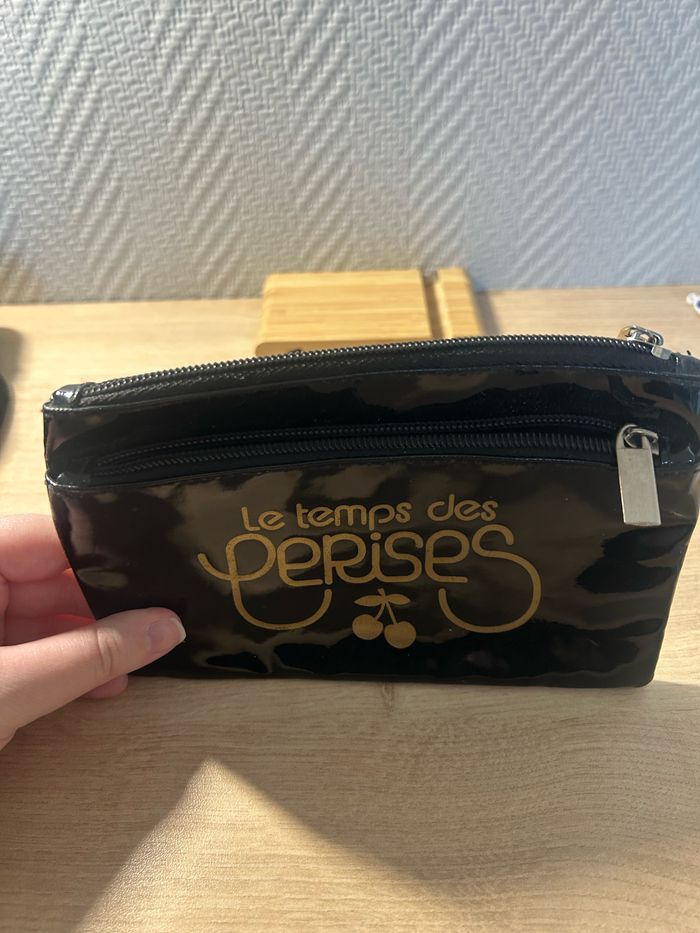 Le temps des
cerises